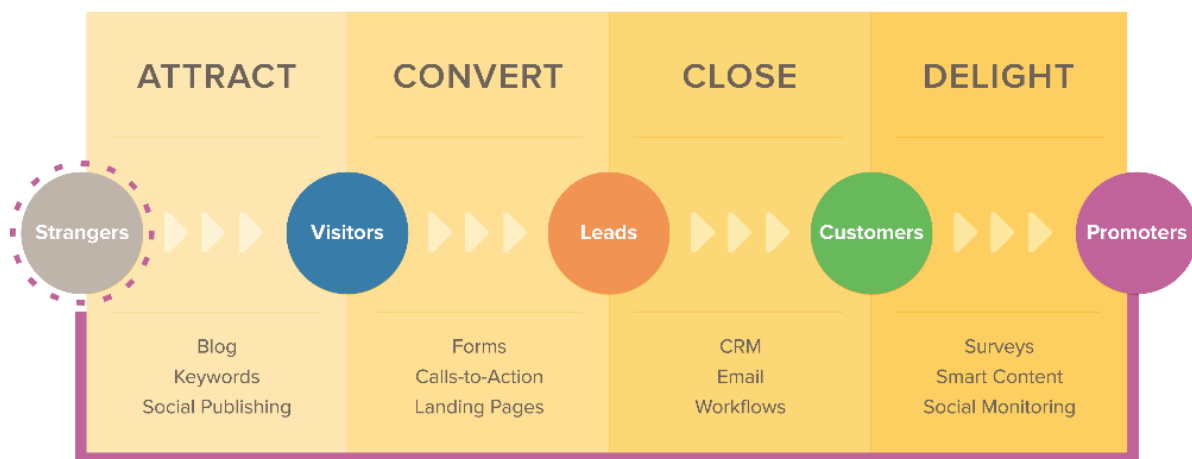 ATTRACT
CONVERT
CLOSE
DELIGHT
Strangers
Visitors
Leads
Customers
Promoters
Blog
Keywords
Social Publishing
Forms
Calls-to-Action
Landing Pages
CRM
Email
Workflows
Surveys
Smart Content
Social Monitoring